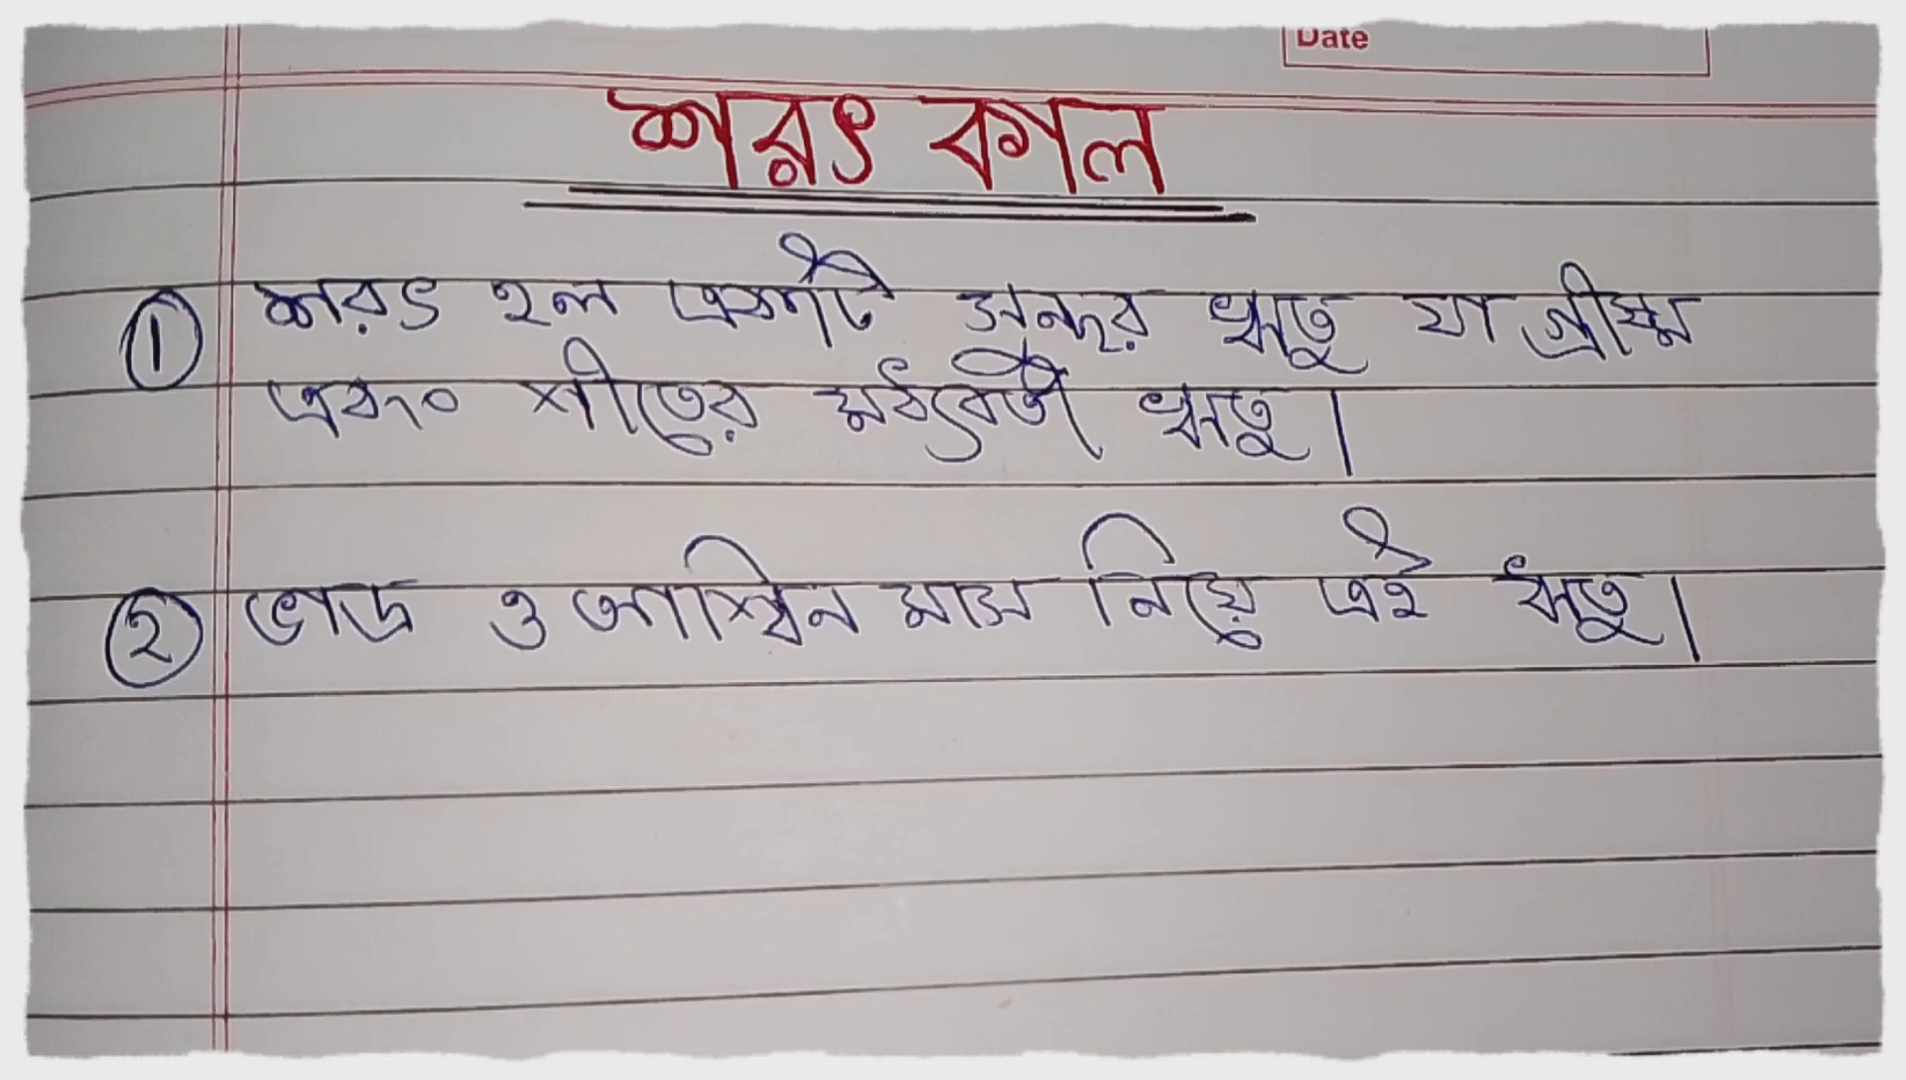 Date
শরৎ কাল
① শরৎ হল একটি সুন্দর ঋতু যা গ্রীষ্ম
এবং শীতের মধ্যবর্তী ঋতু।
② ভাদ্র ও আশ্বিন মাস নিয়ে এই ঋতু।